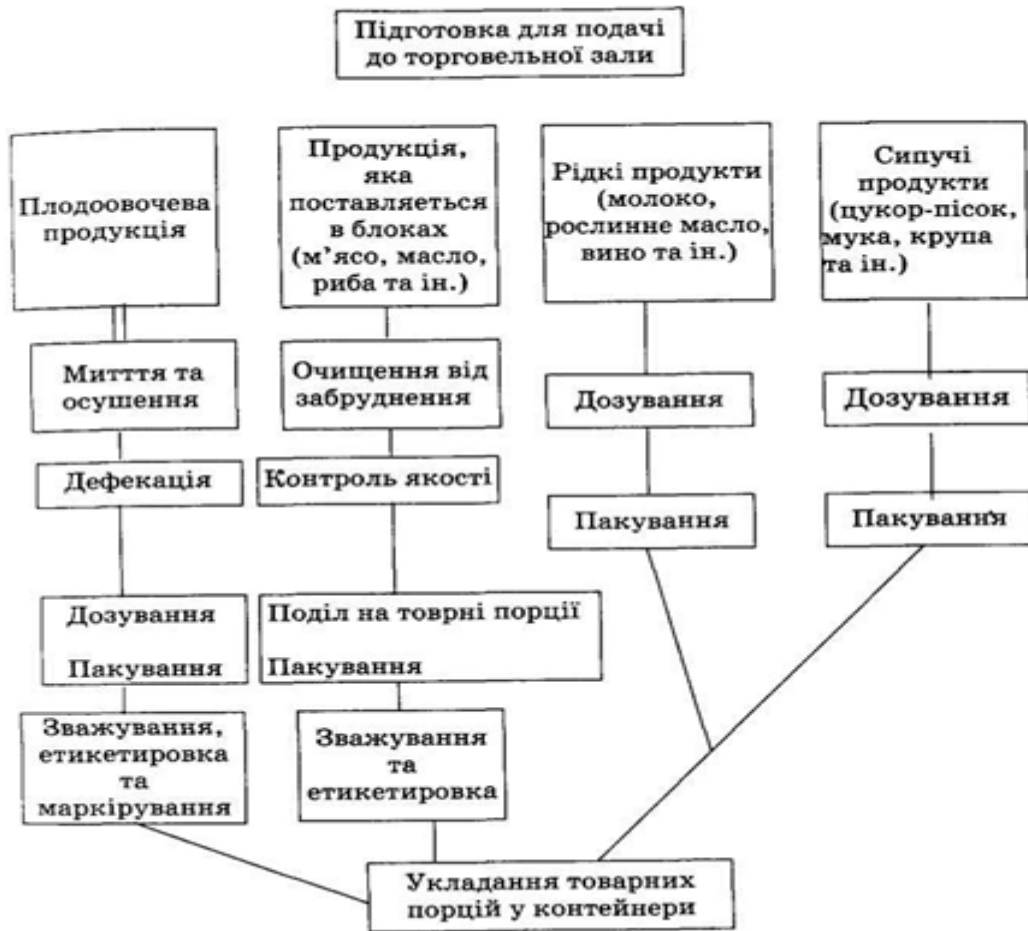 Підготовка для подачі
до торговельної зали
Плодоовочева
продукція
Продукція,
яка
поставляеться
в блоках
(м’ясо, масло,
риба та ін.)
Рідкі продукти
(молоко,
рослинне масло,
вино та ін.)
Сипучі
продукти
(цукор-пісок,
мука, крупа
та ін.)
Митття та
осушення
Очищення від
забруднення
Дозування
Дозування
Дефекація
Контроль якості
Пакування
Пакування
Дозування
Пакування
Поділ на товрні порції
Пакування
Зважування,
етикетировка
та
маркірування
Зважування
та
етикетировка
Укладання товарних
порцій у контейнери